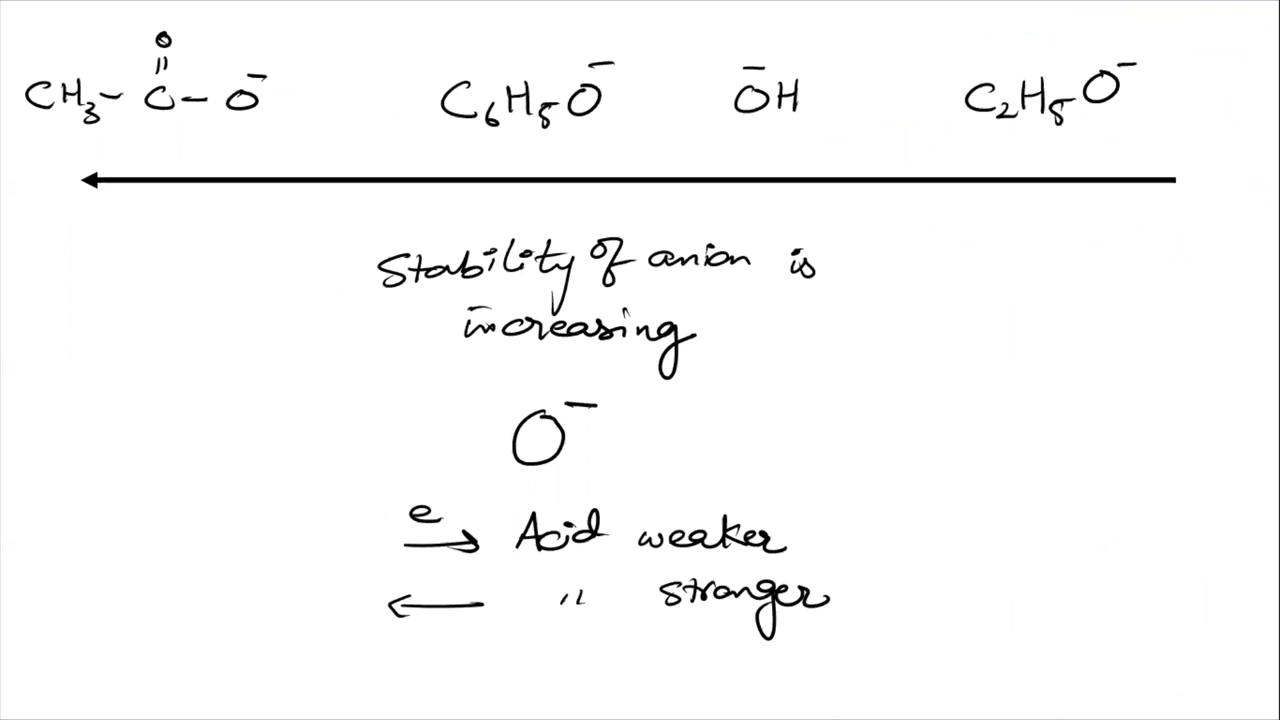 O
||
CH₃– C – O⁻ C₆H₅O⁻ ⁻OH C₂H₅O⁻
Stability of anion is
increasing
O⁻
e → Acid weaker
← " stronger